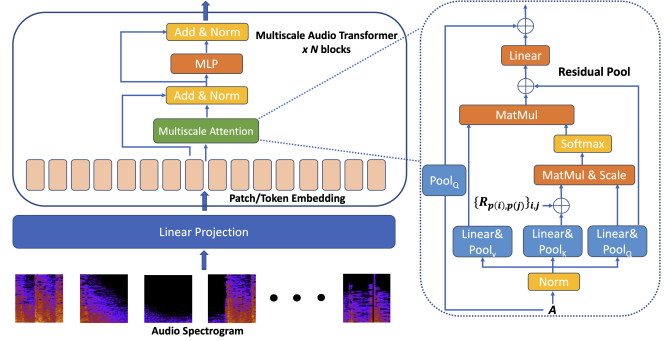 Add & Norm
Multiscale Audio Transformer
x N blocks
MLP
Add & Norm
Multiscale Attention
Patch/Token Embedding
Linear Projection
Audio Spectrogram
Linear
Residual Pool
MatMul
Softmax
MatMul & Scale
Pool_Q
{R_{p(i),p(j)}}_{i,j}
Linear&
Pool_V
Linear&
Pool_K
Linear&
Pool_Q
Norm
A